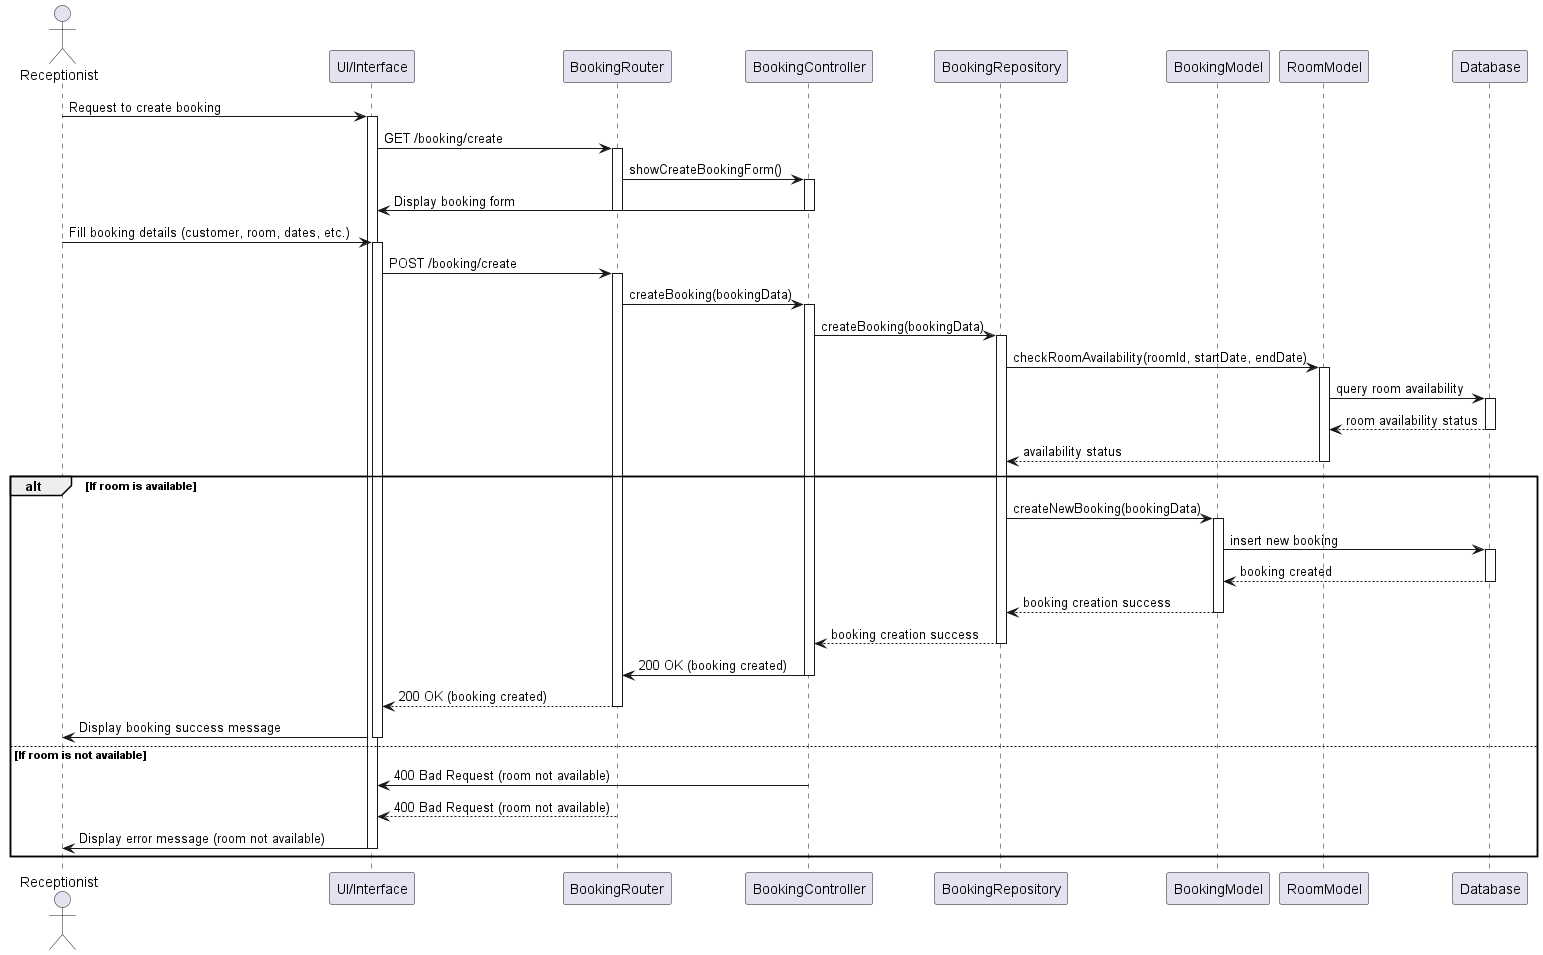 Receptionist
UI/Interface
BookingRouter
BookingController
BookingRepository
BookingModel
RoomModel
Database
Request to create booking
GET /booking/create
showCreateBookingForm()
Display booking form
Fill booking details (customer, room, dates, etc.)
POST /booking/create
createBooking(bookingData)
createBooking(bookingData)
checkRoomAvailability(roomId, startDate, endDate)
query room availability
room availability status
availability status
alt
[If room is available]
createNewBooking(bookingData)
insert new booking
booking created
booking creation success
booking creation success
200 OK (booking created)
200 OK (booking created)
Display booking success message
[If room is not available]
400 Bad Request (room not available)
400 Bad Request (room not available)
Display error message (room not available)
Receptionist
UI/Interface
BookingRouter
BookingController
BookingRepository
BookingModel
RoomModel
Database